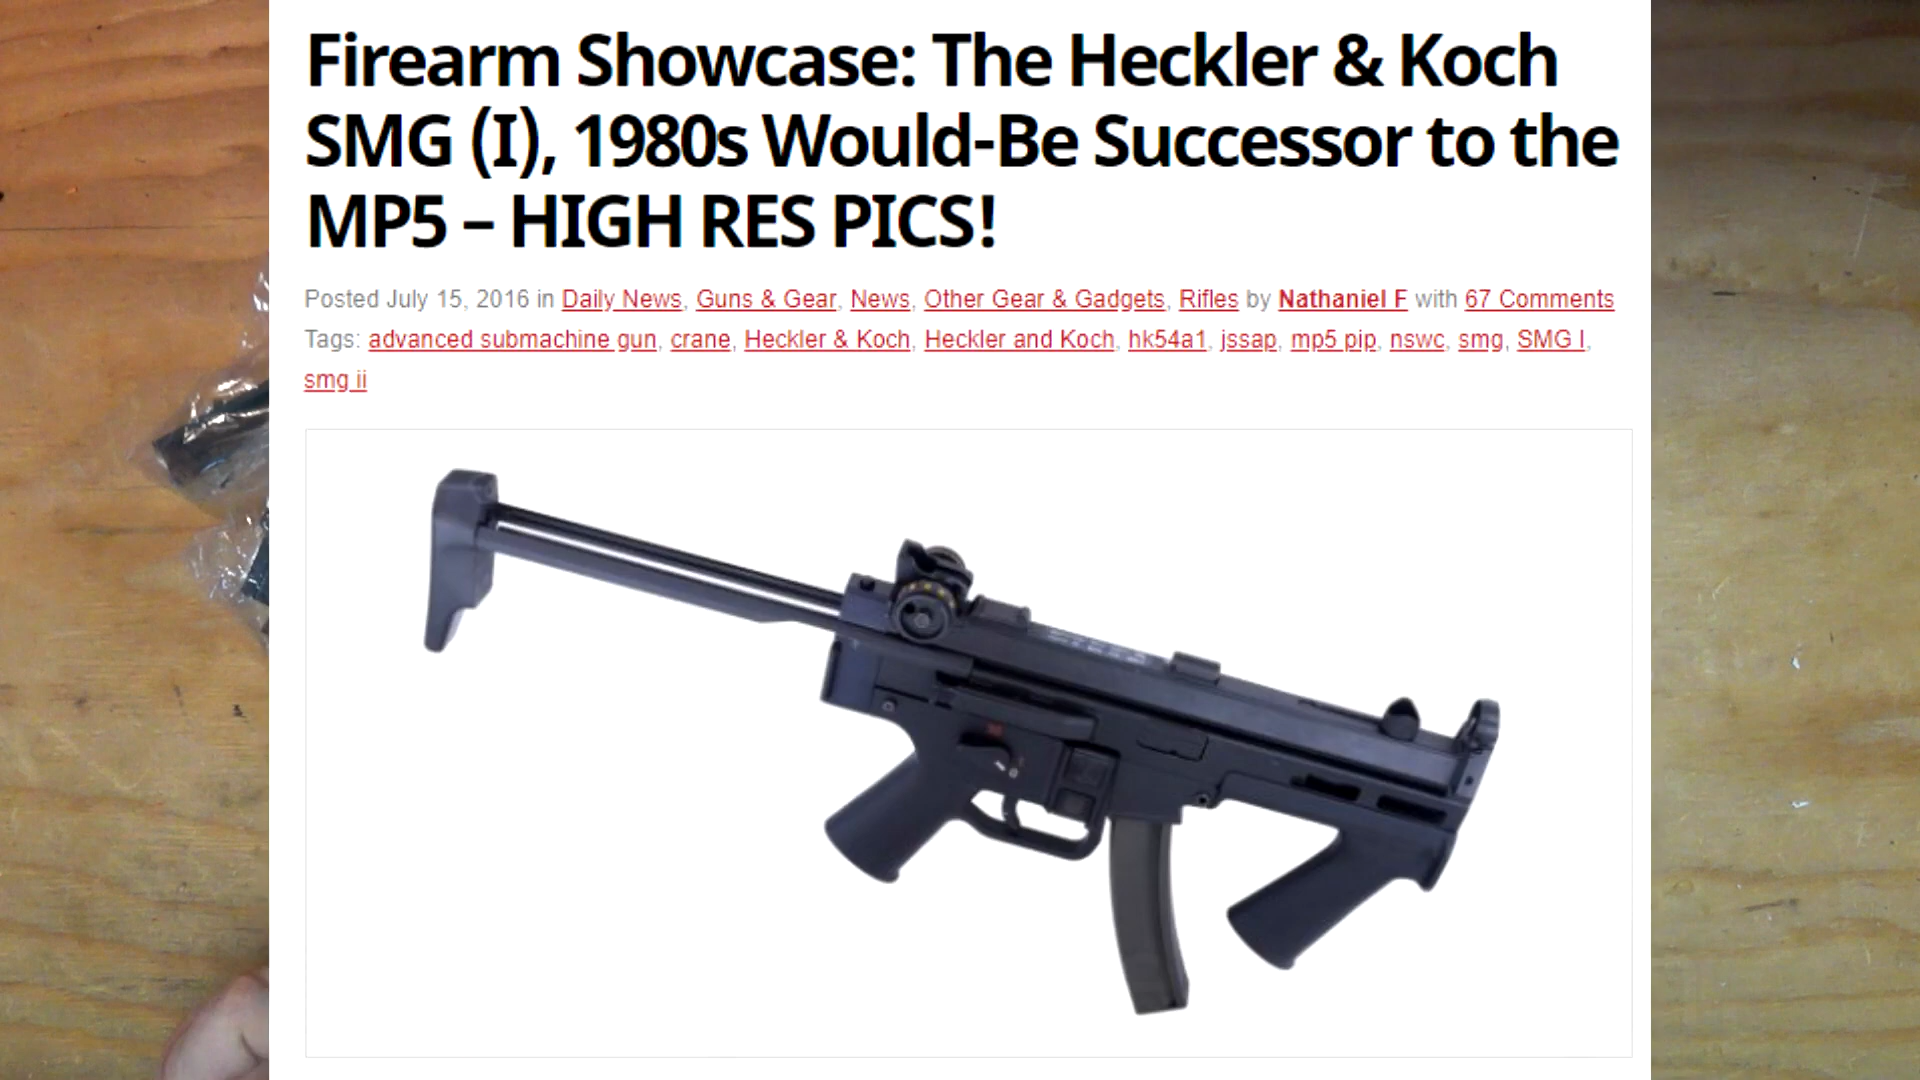 Firearm Showcase: The Heckler & Koch
SMG (I), 1980s Would-Be Successor to the
MP5 – HIGH RES PICS!
Posted July 15, 2016 in Daily News, Guns & Gear, News, Other Gear & Gadgets, Rifles by Nathaniel F with 67 Comments
Tags: advanced submachine gun, crane, Heckler & Koch, Heckler and Koch, hk54a1, jssap, mp5 pip, nswc, smg, SMG I,
smg ii